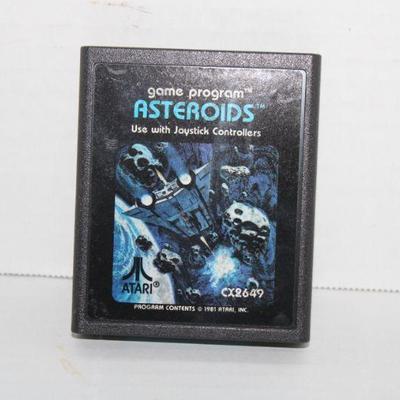 game program™
ASTEROIDS™
Use with Joystick Controllers
ATARI®
CX2649
PROGRAM CONTENTS © 1981 ATARI, INC.